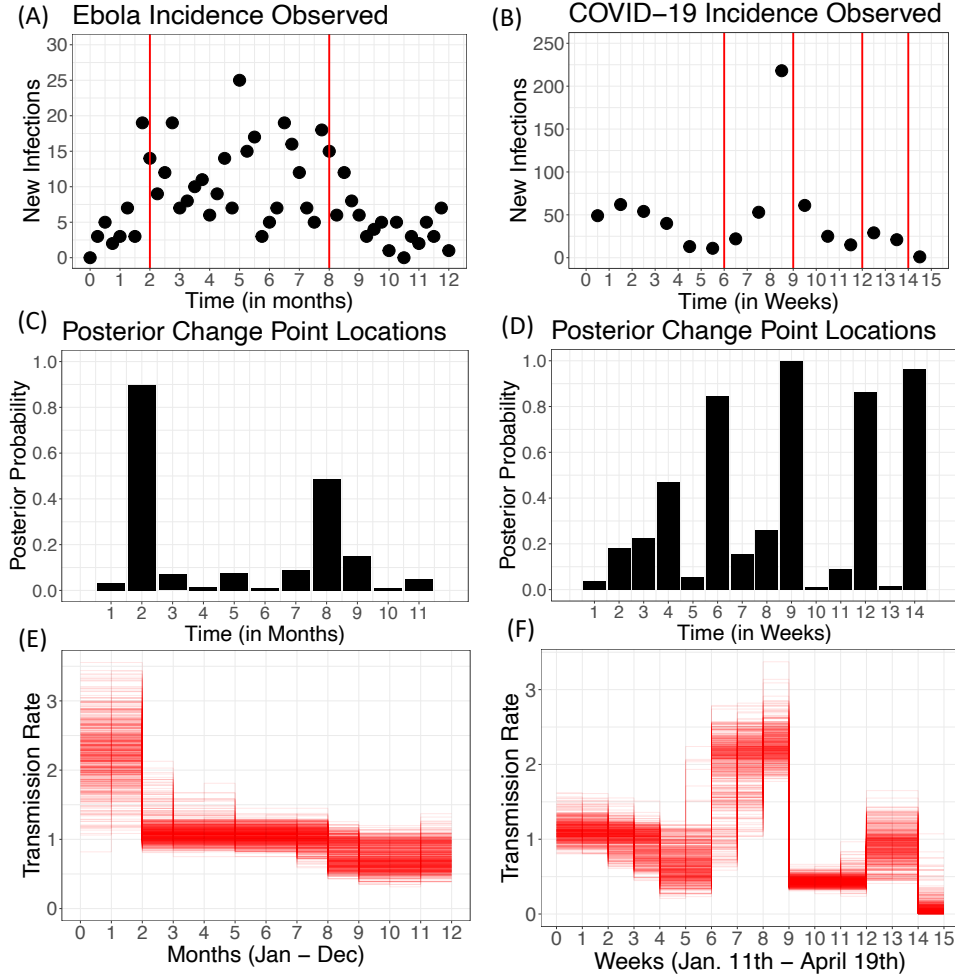 (A) Ebola Incidence Observed
New Infections
30
25
20
15
10
5
0
0 1 2 3 4 5 6 7 8 9 10 11 12
Time (in months)
(B) COVID−19 Incidence Observed
New Infections
250
200
150
100
50
0
0 1 2 3 4 5 6 7 8 9 10 11 12 13 14 15
Time (in Weeks)
(C) Posterior Change Point Locations
Posterior Probability
1.0
0.8
0.6
0.4
0.2
0.0
1 2 3 4 5 6 7 8 9 10 11
Time (in Months)
(D) Posterior Change Point Locations
Posterior Probability
1.0
0.8
0.6
0.4
0.2
0.0
1 2 3 4 5 6 7 8 9 10 11 12 13 14
Time (in Weeks)
(E)
Transmission Rate
3
2
1
0
0 1 2 3 4 5 6 7 8 9 10 11 12
Months (Jan − Dec)
(F)
Transmission Rate
3
2
1
0
0 1 2 3 4 5 6 7 8 9 10 11 12 13 14 15
Weeks (Jan. 11th − April 19th)